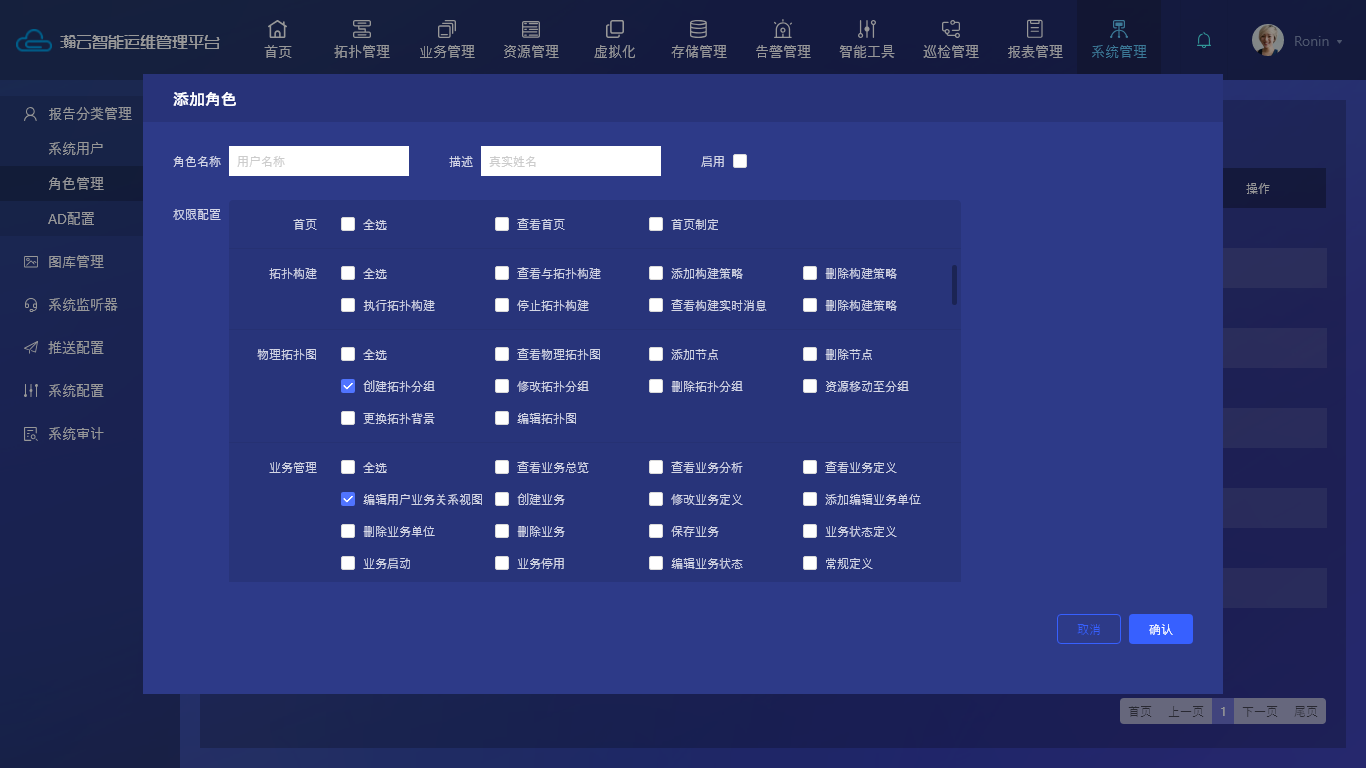 瀚云智能运维管理平台
首页 拓扑管理 业务管理 资源管理 虚拟化 存储管理 告警管理 智能工具 巡检管理 报表管理 系统管理 Ronin
报告分类管理
系统用户
角色管理
AD配置
图库管理
系统监听器
推送配置
系统配置
系统审计
操作
添加角色
角色名称 用户名称 描述 真实姓名 启用
权限配置
首页 全选 查看首页 首页制定
拓扑构建 全选 查看与拓扑构建 添加构建策略 删除构建策略
执行拓扑构建 停止拓扑构建 查看构建实时消息 删除构建策略
物理拓扑图 全选 查看物理拓扑图 添加节点 删除节点
创建拓扑分组 修改拓扑分组 删除拓扑分组 资源移动至分组
更换拓扑背景 编辑拓扑图
业务管理 全选 查看业务总览 查看业务分析 查看业务定义
编辑用户业务关系视图 创建业务 修改业务定义 添加编辑业务单位
删除业务单位 删除业务 保存业务 业务状态定义
业务启动 业务停用 编辑业务状态 常规定义
取消 确认
首页 上一页 1 下一页 尾页